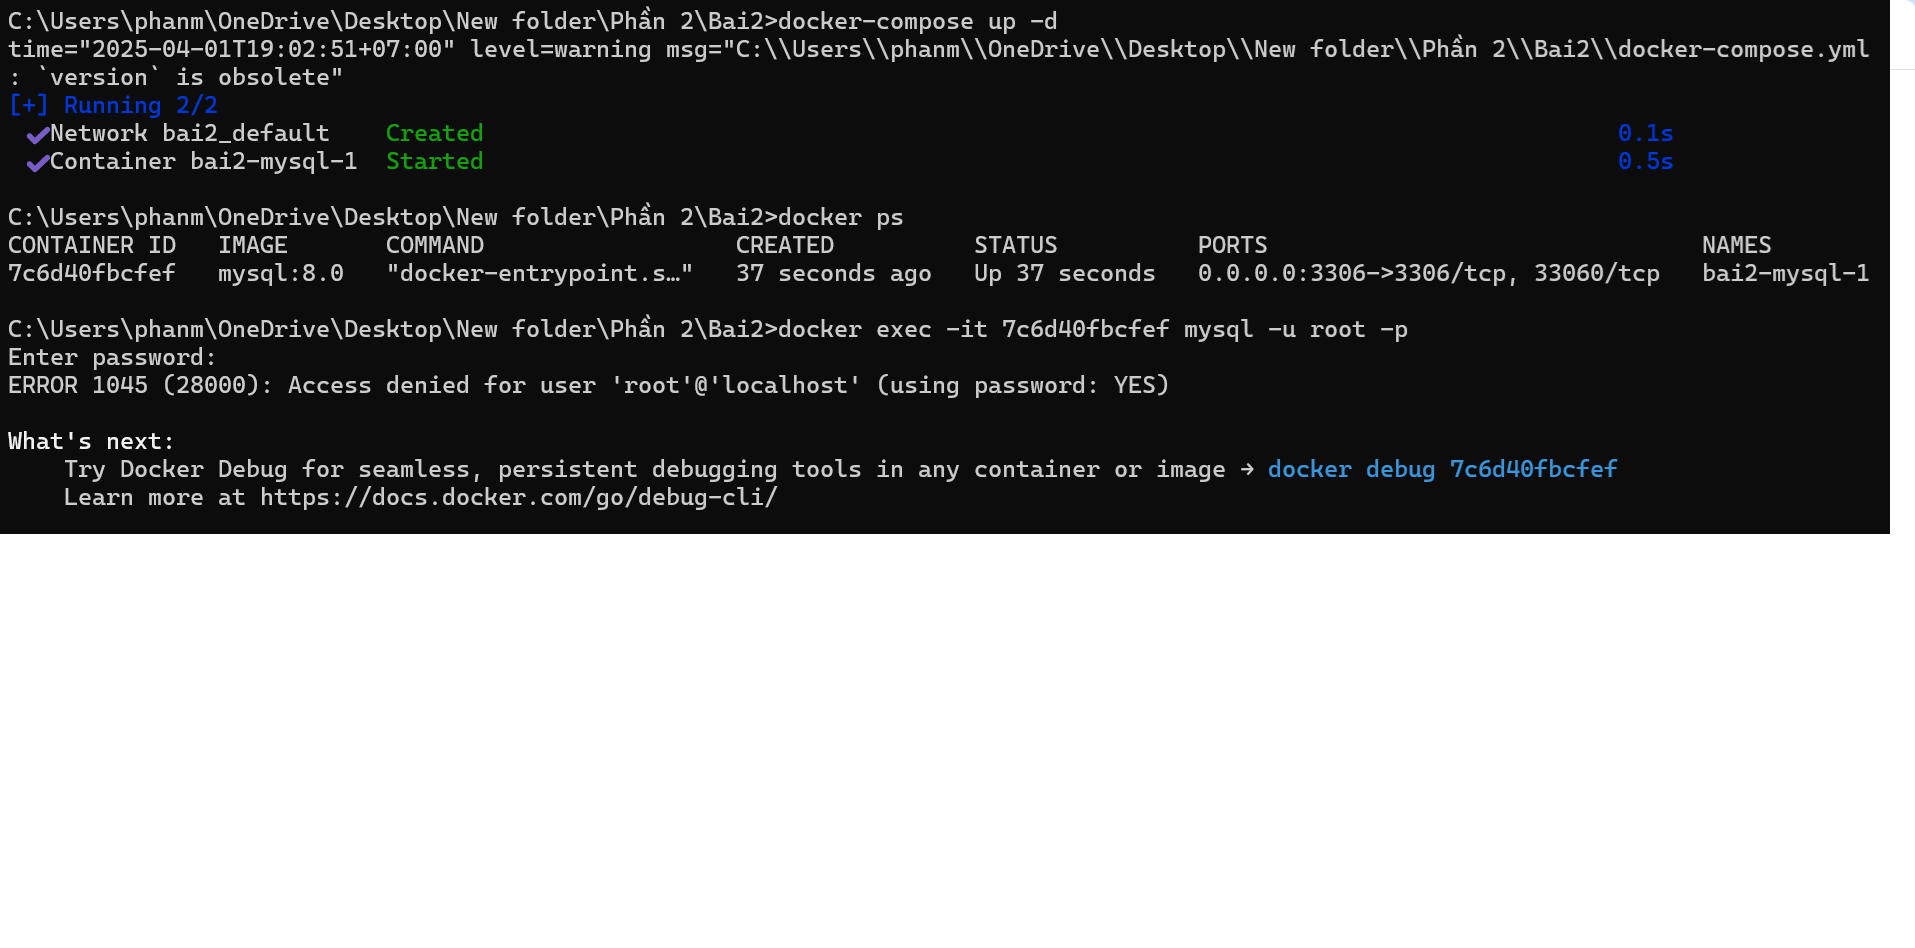 C:\Users\phanm\OneDrive\Desktop\New folder\Phần 2\Bai2>docker-compose up -d
time="2025-04-01T19:02:51+07:00" level=warning msg="C:\\Users\\phanm\\OneDrive\\Desktop\\New folder\\Phần 2\\Bai2\\docker-compose.yml
: `version` is obsolete"
[+] Running 2/2
Network bai2_default Created 0.1s
Container bai2-mysql-1 Started 0.5s
C:\Users\phanm\OneDrive\Desktop\New folder\Phần 2\Bai2>docker ps
CONTAINER ID IMAGE COMMAND CREATED STATUS PORTS NAMES
7c6d40fbcfef mysql:8.0 "docker-entrypoint.s…" 37 seconds ago Up 37 seconds 0.0.0.0:3306->3306/tcp, 33060/tcp bai2-mysql-1
C:\Users\phanm\OneDrive\Desktop\New folder\Phần 2\Bai2>docker exec -it 7c6d40fbcfef mysql -u root -p
Enter password:
ERROR 1045 (28000): Access denied for user 'root'@'localhost' (using password: YES)
What's next:
Try Docker Debug for seamless, persistent debugging tools in any container or image → docker debug 7c6d40fbcfef
Learn more at https://docs.docker.com/go/debug-cli/